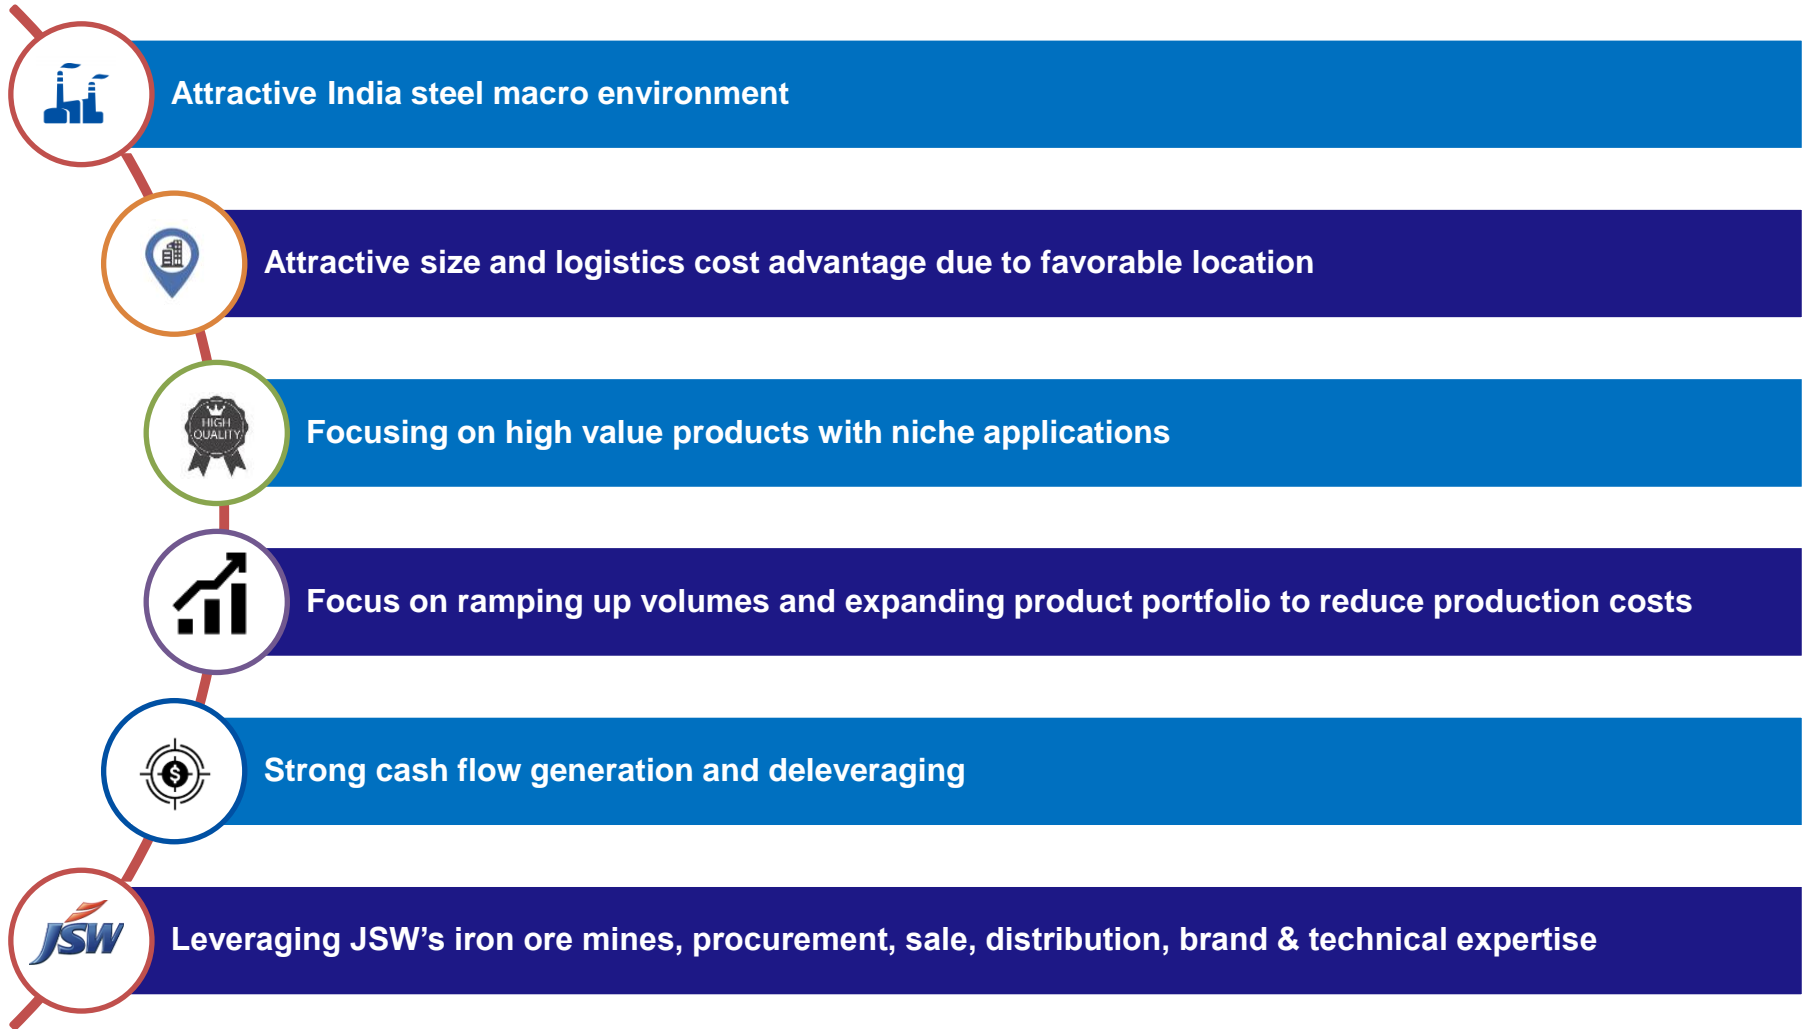 Attractive India steel macro environment
Attractive size and logistics cost advantage due to favorable location
HIGH
QUALITY
Focusing on high value products with niche applications
Focus on ramping up volumes and expanding product portfolio to reduce production costs
$
Strong cash flow generation and deleveraging
JSW
Leveraging JSW’s iron ore mines, procurement, sale, distribution, brand & technical expertise